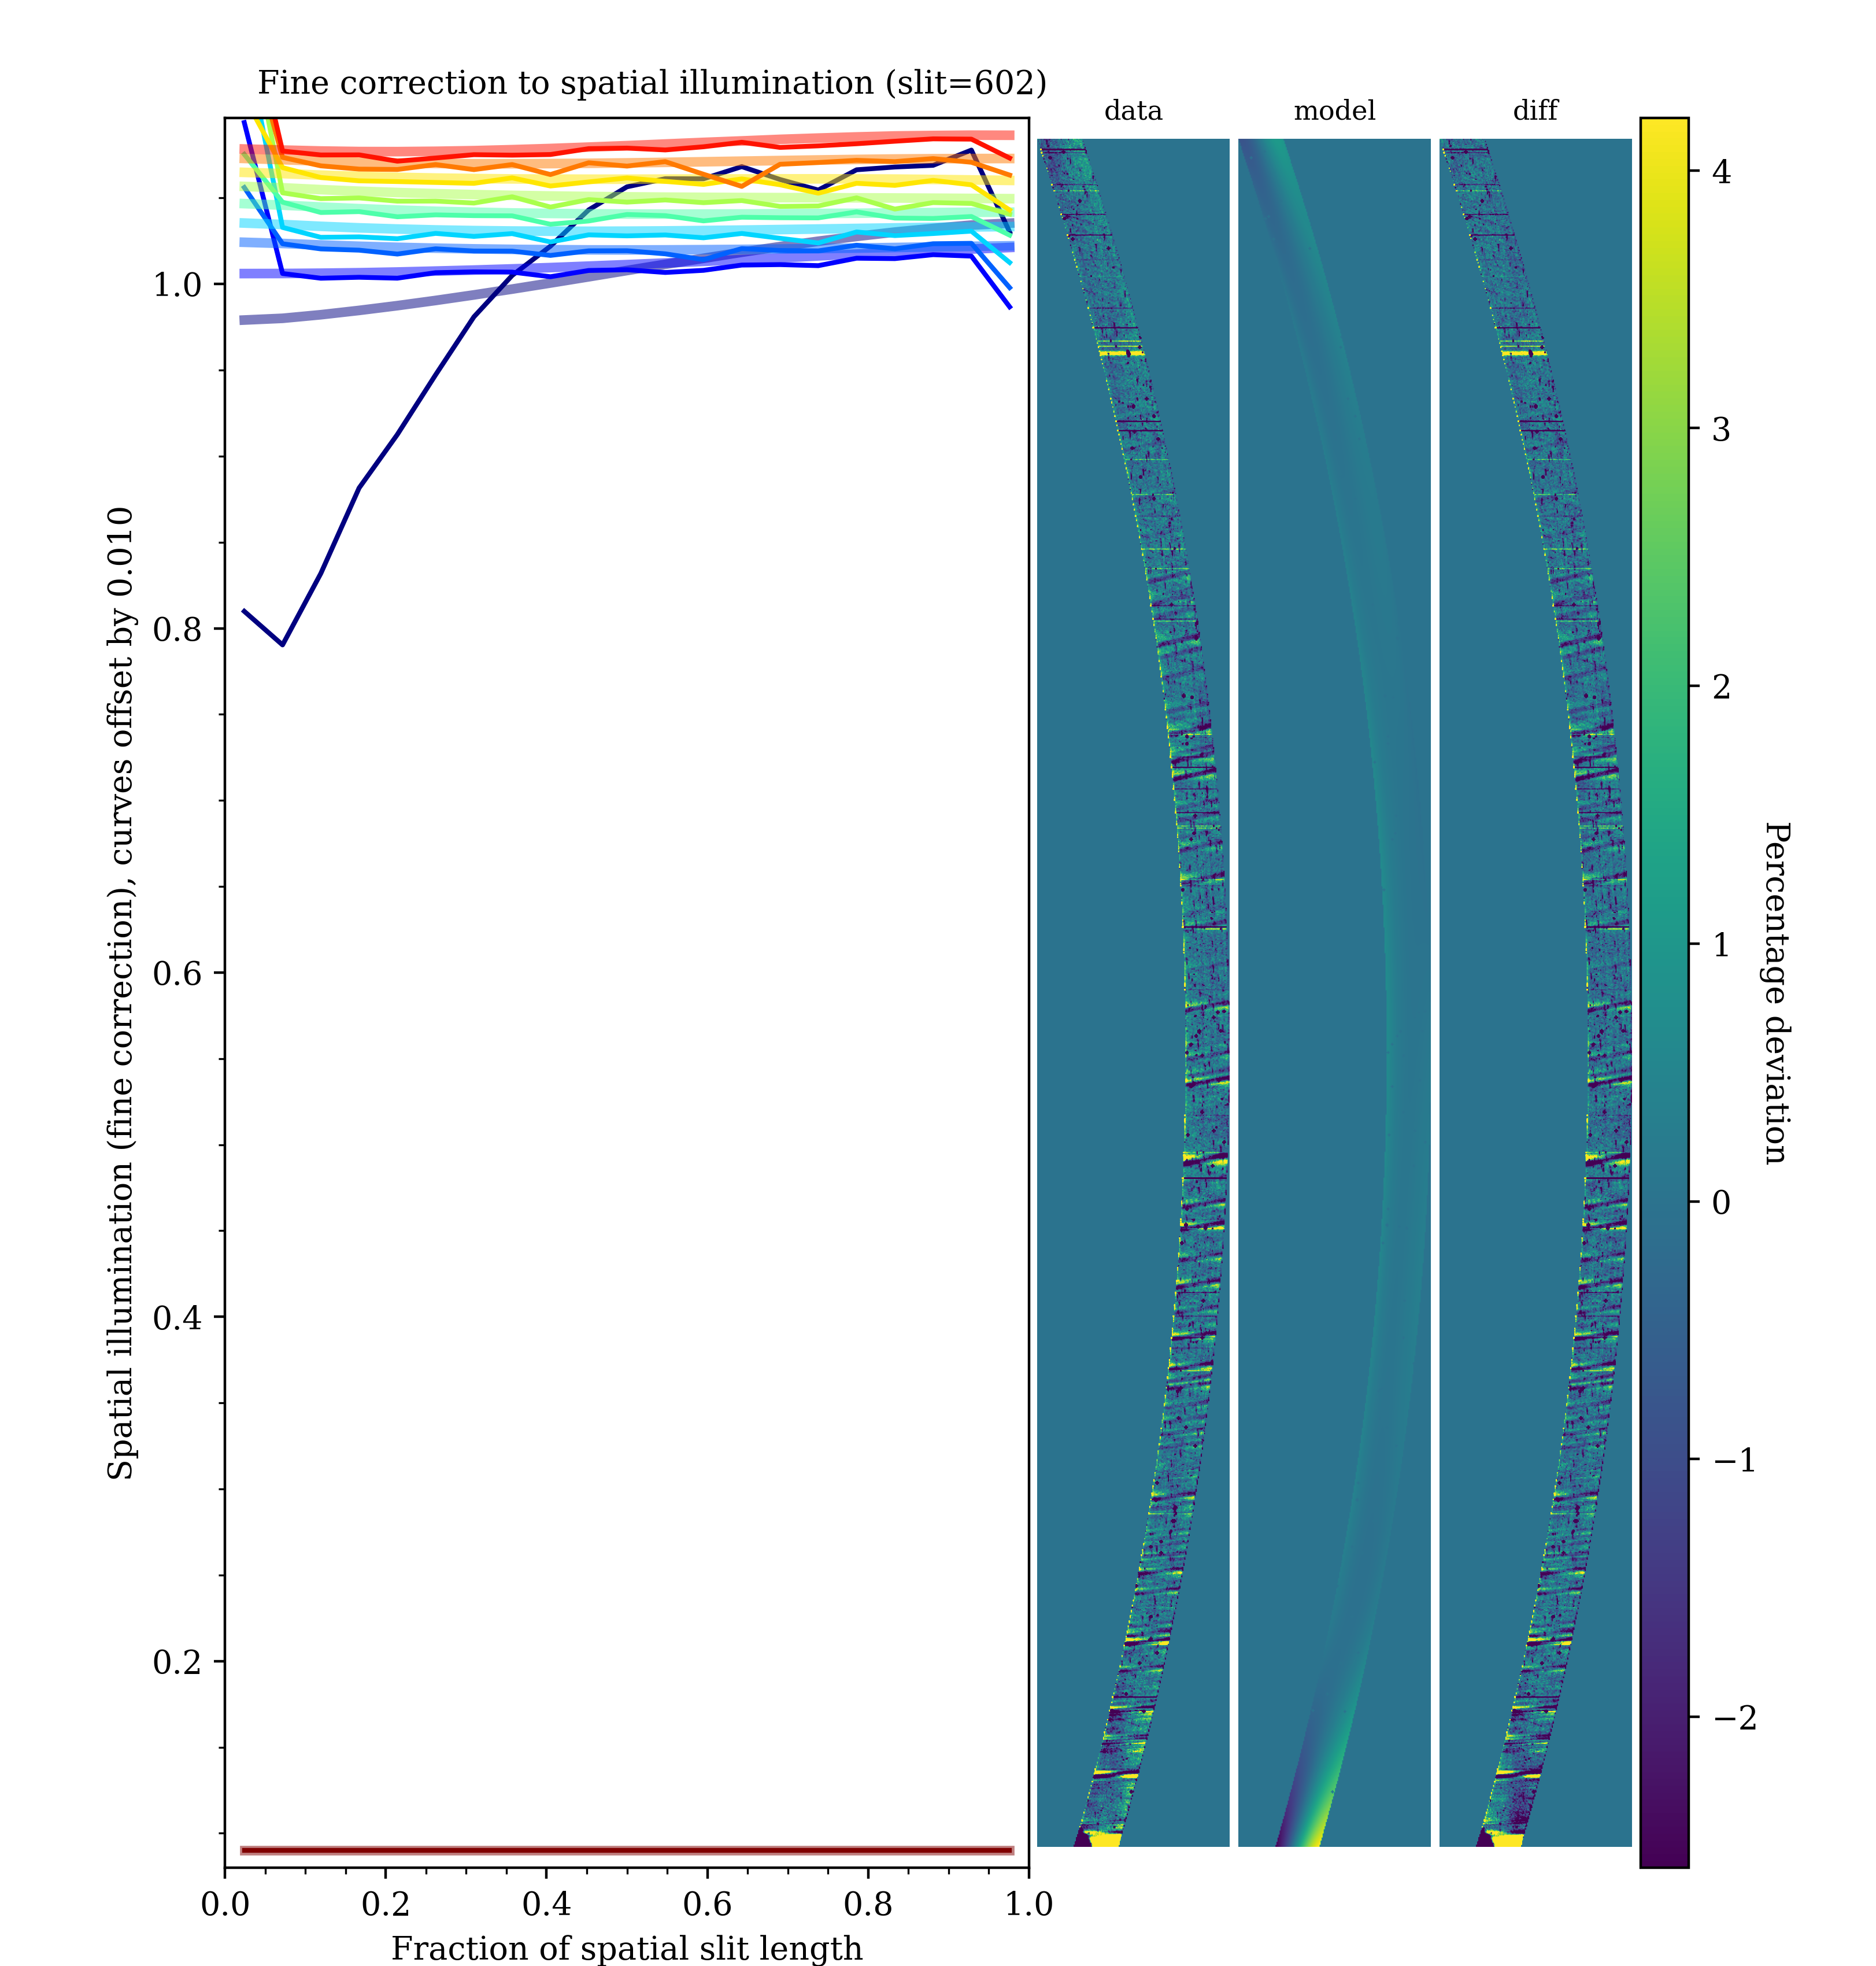 Fine correction to spatial illumination (slit=602)
data
model
diff
Spatial illumination (fine correction), curves offset by 0.010
1.0
0.8
0.6
0.4
0.2
0.0
0.2
0.4
0.6
0.8
1.0
Fraction of spatial slit length
4
3
2
1
0
−1
−2
Percentage deviation